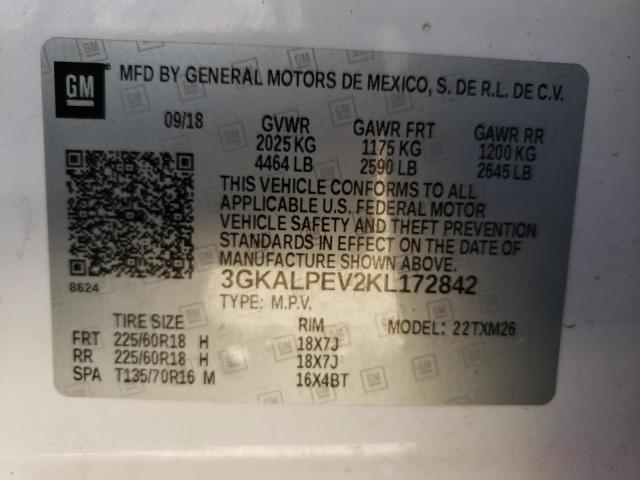 GM MFD BY GENERAL MOTORS DE MEXICO, S. DE R.L. DE C.V.
09/18 GVWR GAWR FRT GAWR RR
2025 KG 1175 KG 1200 KG
4464 LB 2590 LB 2645 LB
THIS VEHICLE CONFORMS TO ALL
APPLICABLE U.S. FEDERAL MOTOR
VEHICLE SAFETY AND THEFT PREVENTION
STANDARDS IN EFFECT ON THE DATE OF
MANUFACTURE SHOWN ABOVE.
8624 3GKALPEV2KL172842
TYPE: M.P.V.
TIRE SIZE RIM MODEL: 22TXM26
FRT 225/60R18 H 18X7J
RR 225/60R18 H 18X7J
SPA T135/70R16 M 16X4BT